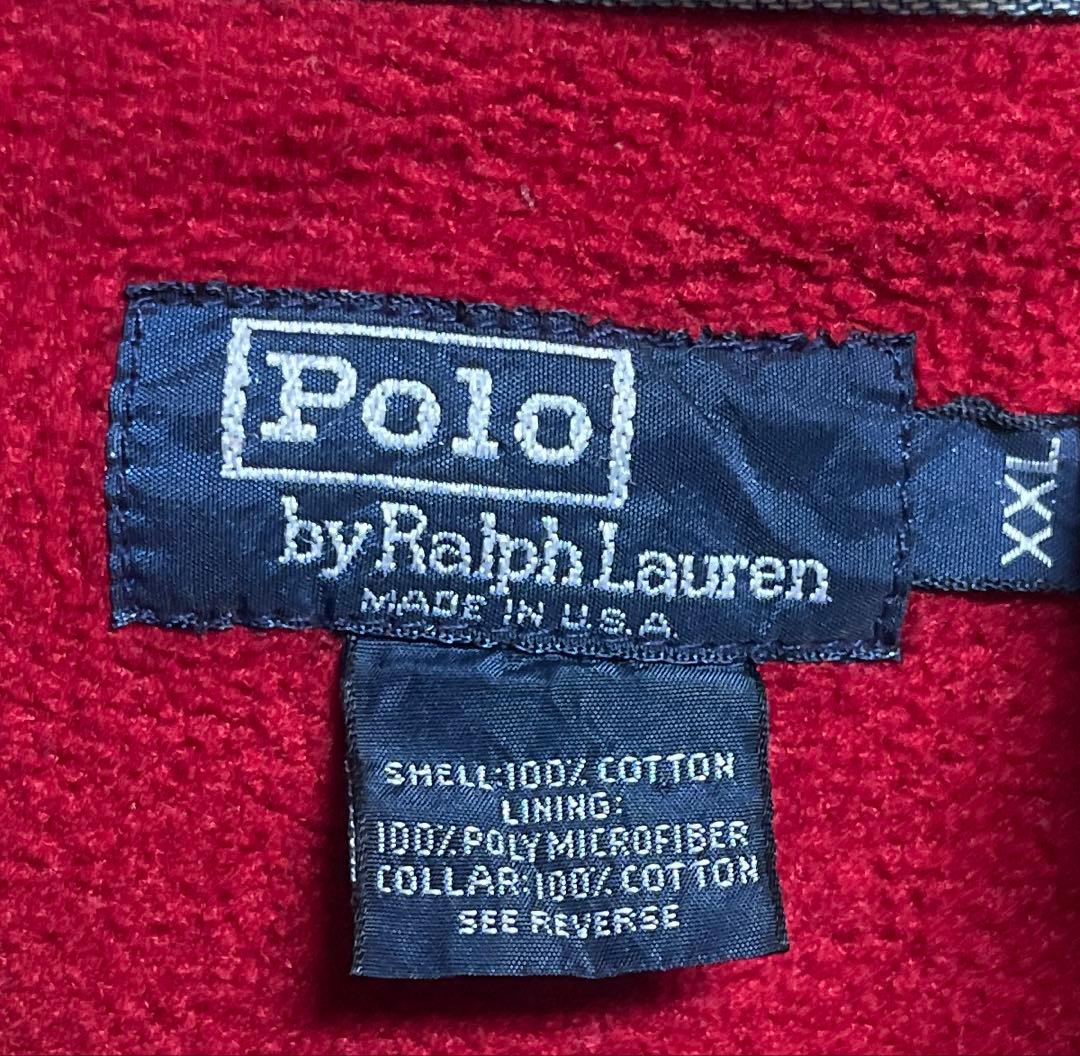 Polo
by Ralph Lauren
MADE IN U.S.A.
XXL
SHELL:100% COTTON
LINING:
100% POLY MICROFIBER
COLLAR:100% COTTON
SEE REVERSE